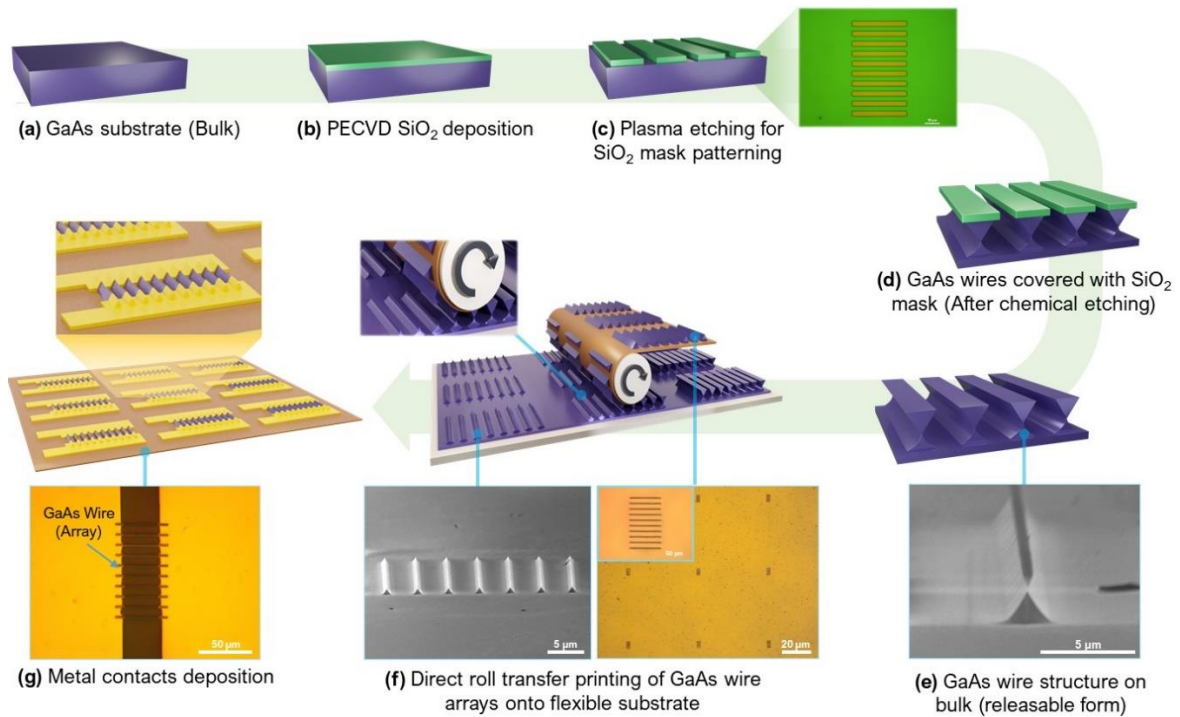 (a) GaAs substrate (Bulk)
(b) PECVD SiO₂ deposition
(c) Plasma etching for
SiO₂ mask patterning
(d) GaAs wires covered with SiO₂
mask (After chemical etching)
5 μm
(e) GaAs wire structure on
bulk (releasable form)
50 μm
5 μm
20 μm
(f) Direct roll transfer printing of GaAs wire
arrays onto flexible substrate
GaAs Wire
(Array)
50 μm
(g) Metal contacts deposition